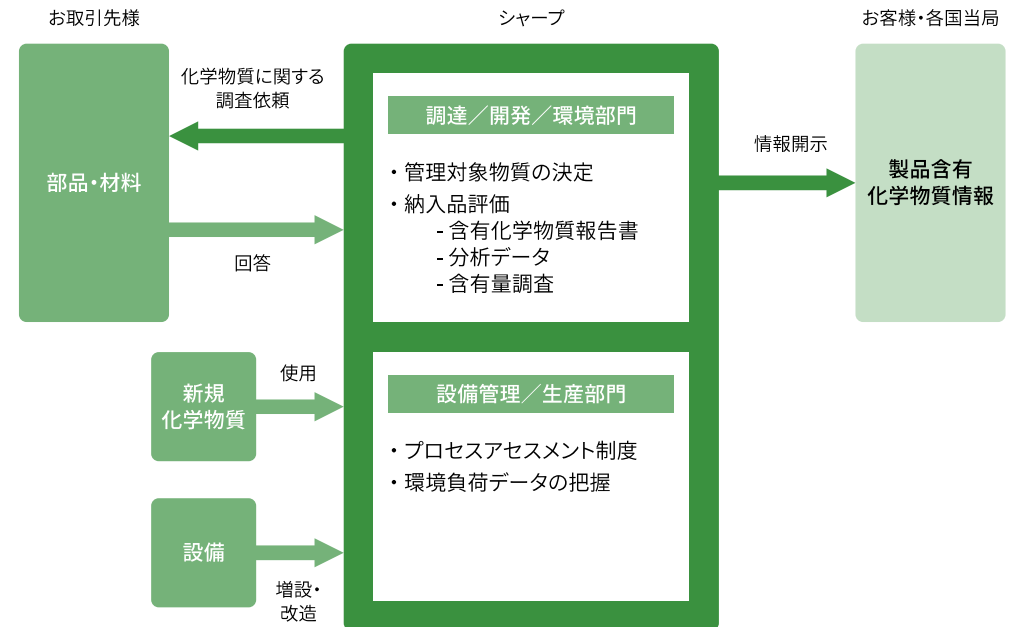 お取引先様
シャープ
お客様・各国当局
化学物質に関する
調査依頼
部品・材料
回答
調達／開発／環境部門
・管理対象物質の決定
・納入品評価
- 含有化学物質報告書
- 分析データ
- 含有量調査
情報開示
製品含有
化学物質情報
新規
化学物質
使用
設備管理／生産部門
・プロセスアセスメント制度
・環境負荷データの把握
設備
増設・
改造